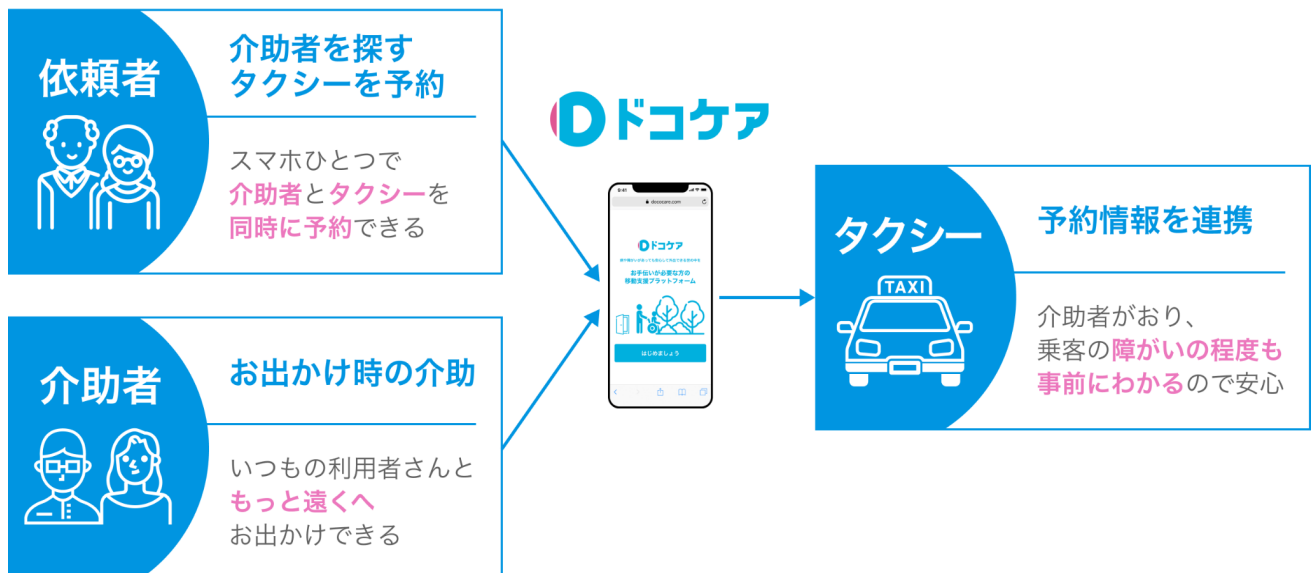 依頼者
介助者を探す
タクシーを予約
スマホひとつで
介助者とタクシーを
同時に予約できる
介助者
お出かけ時の介助
いつもの利用者さんと
もっと遠くへ
お出かけできる
ドコケア
9:41
dococare.com
ドコケア
お手伝いが必要な方の
移動支援プラットフォーム
はじめましょう
タクシー
TAXI
予約情報を連携
介助者がおり、
乗客の障がいの程度も
事前にわかるので安心